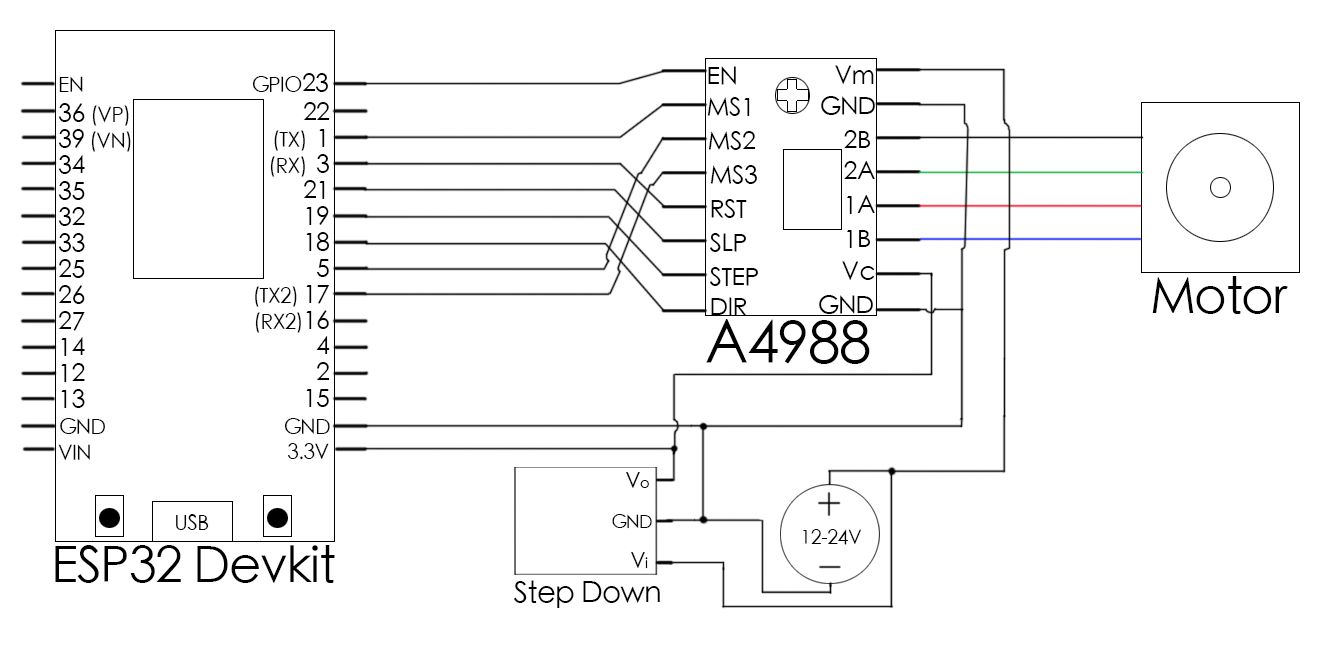 EN GPIO23
36 (VP) 22
39 (VN) (TX) 1
34 (RX) 3
35 21
32 19
33 18
25 5
26 (TX2) 17
27 (RX2) 16
14 4
12 2
13 15
GND GND
VIN 3.3V
USB
ESP32 Devkit
EN Vm
MS1 GND
MS2 2B
MS3 2A
RST 1A
SLP 1B
STEP Vc
DIR GND
A4988
Motor
Vo
GND
Vi
Step Down
+
12-24V
−